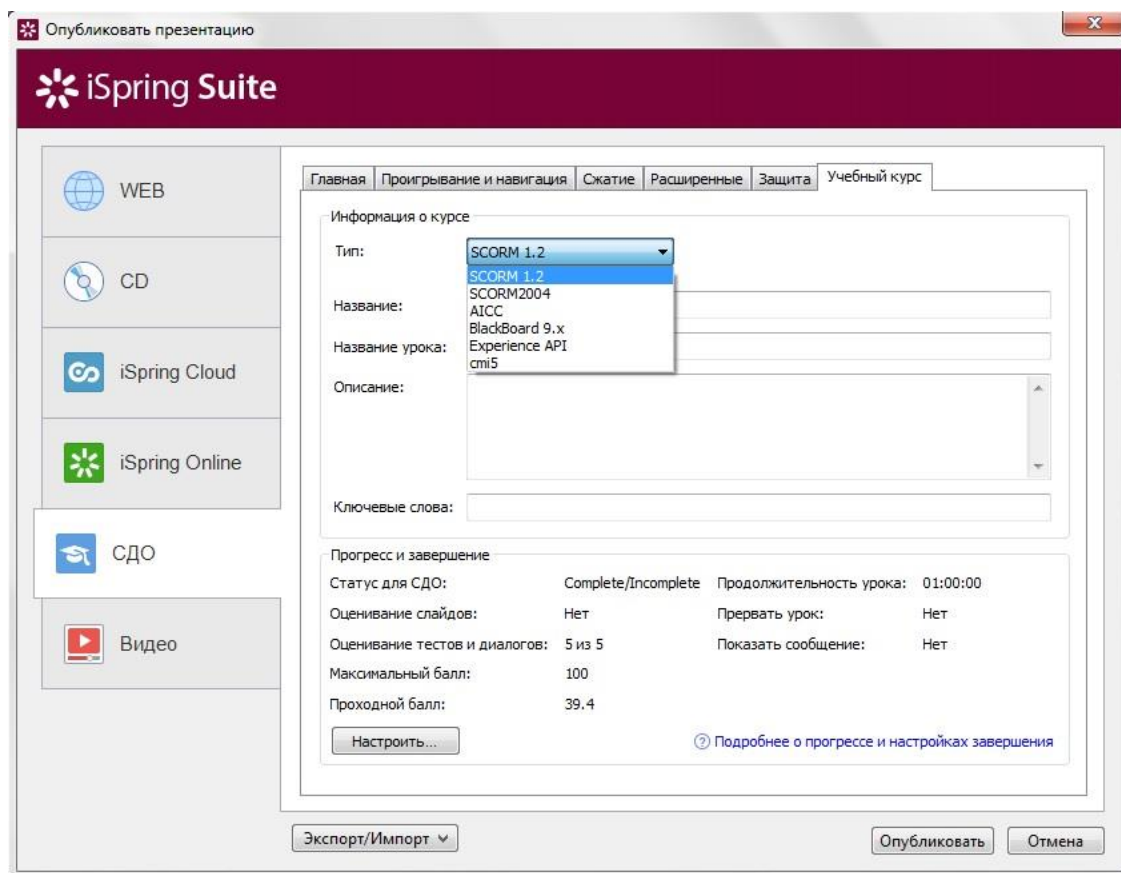 Опубликовать презентацию
iSpring Suite
WEB
CD
iSpring Cloud
iSpring Online
СДО
Видео
Главная Проигрывание и навигация Сжатие Расширенные Защита Учебный курс
Информация о курсе
Тип: SCORM 1.2
SCORM 1.2
SCORM2004
AICC
BlackBoard 9.x
Experience API
cmi5
Название:
Название урока:
Описание:
Ключевые слова:
Прогресс и завершение
Статус для СДО: Complete/Incomplete Продолжительность урока: 01:00:00
Оценивание слайдов: Нет Прервать урок: Нет
Оценивание тестов и диалогов: 5 из 5 Показать сообщение: Нет
Максимальный балл: 100
Проходной балл: 39.4
Настроить... ? Подробнее о прогрессе и настройках завершения
Экспорт/Импорт Опубликовать Отмена